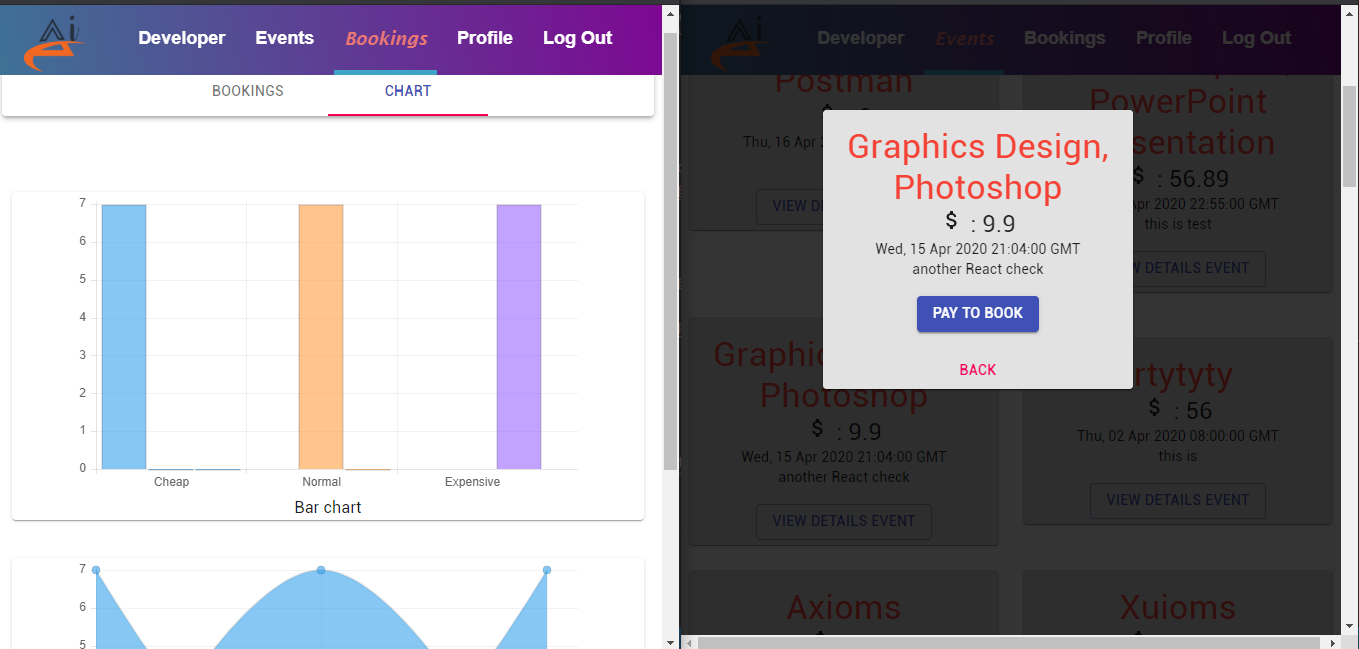 Ai
Developer Events Bookings Profile Log Out
BOOKINGS CHART
7
6
5
4
3
2
1
0
Cheap Normal Expensive
Bar chart
7
6
5
Developer Events Bookings Profile Log Out
Postman
Thu, 16 Apr 2
VIEW D
PowerPoint
sentation
$ : 56.89
pr 2020 22:55:00 GMT
this is test
W DETAILS EVENT
Graphics Design,
Photoshop
$ : 9.9
Wed, 15 Apr 2020 21:04:00 GMT
another React check
PAY TO BOOK
BACK
Graphic
Photoshop
$ : 9.9
Wed, 15 Apr 2020 21:04:00 GMT
another React check
VIEW DETAILS EVENT
rtytyty
$ : 56
Thu, 02 Apr 2020 08:00:00 GMT
this is
VIEW DETAILS EVENT
Axioms
Xuioms